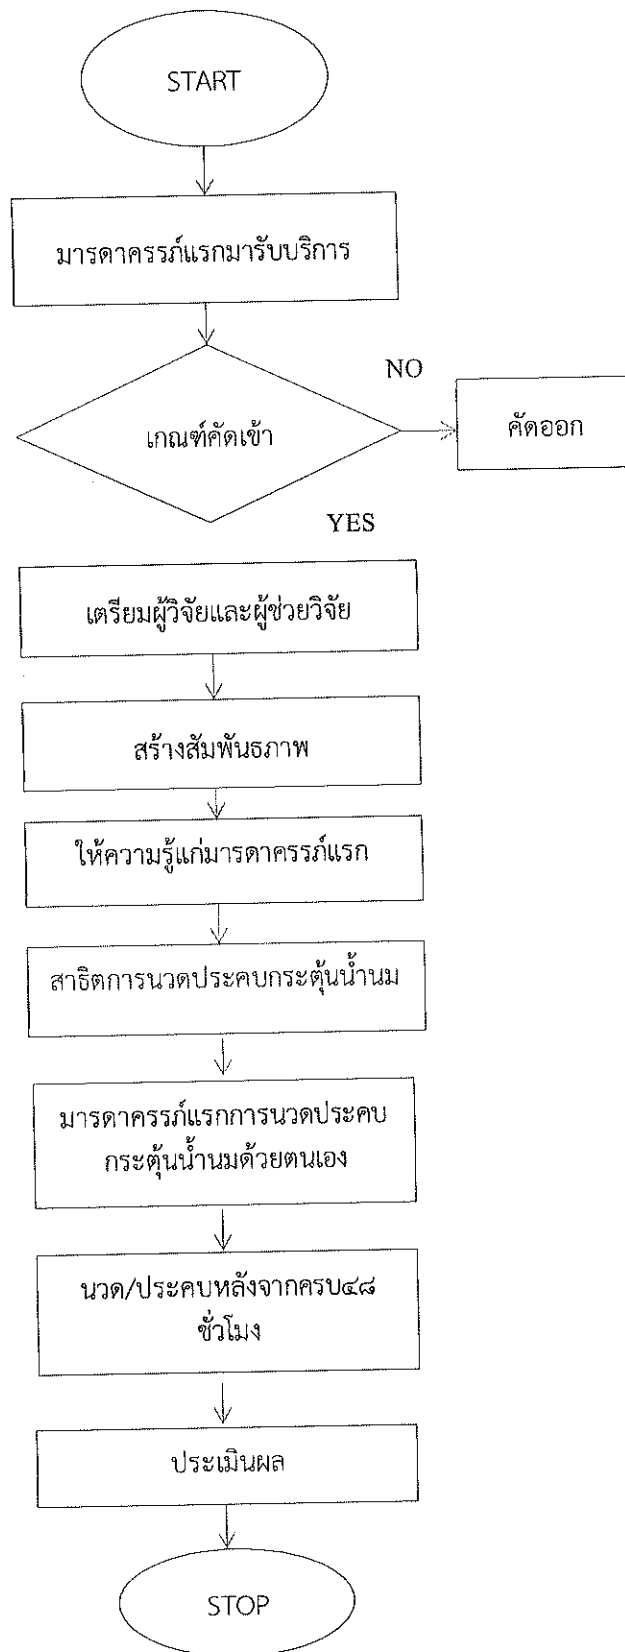 START
มารดาครรภ์แรกมารับบริการ
NO
เกณฑ์คัดเข้า
คัดออก
YES
เตรียมผู้วิจัยและผู้ช่วยวิจัย
สร้างสัมพันธภาพ
ให้ความรู้แก่มารดาครรภ์แรก
สาธิตการนวดประคบกระตุ้นน้ำนม
มารดาครรภ์แรกการนวดประคบ
กระตุ้นน้ำนมด้วยตนเอง
นวด/ประคบหลังจากครบ๔๘
ชั่วโมง
ประเมินผล
STOP